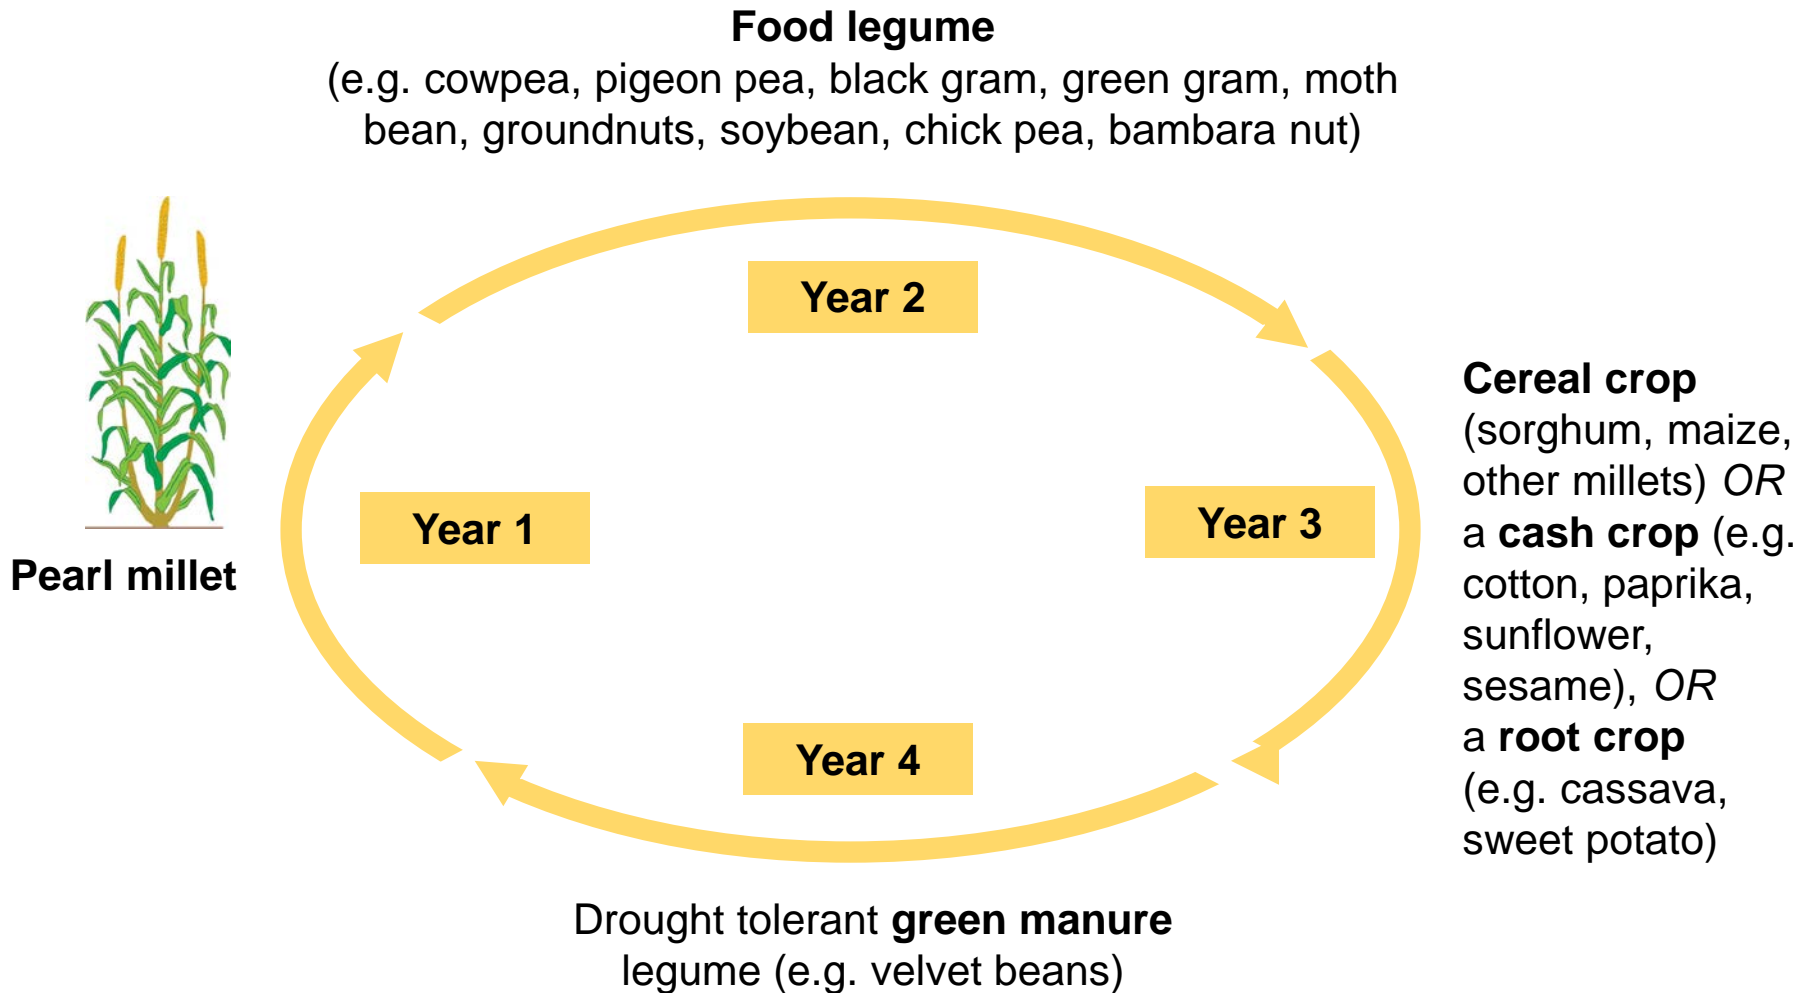 Food legume
(e.g. cowpea, pigeon pea, black gram, green gram, moth
bean, groundnuts, soybean, chick pea, bambara nut)
Year 2
Year 1
Pearl millet
Year 3
Cereal crop
(sorghum, maize,
other millets) OR
a cash crop (e.g.
cotton, paprika,
sunflower,
sesame), OR
a root crop
(e.g. cassava,
sweet potato)
Year 4
Drought tolerant green manure
legume (e.g. velvet beans)